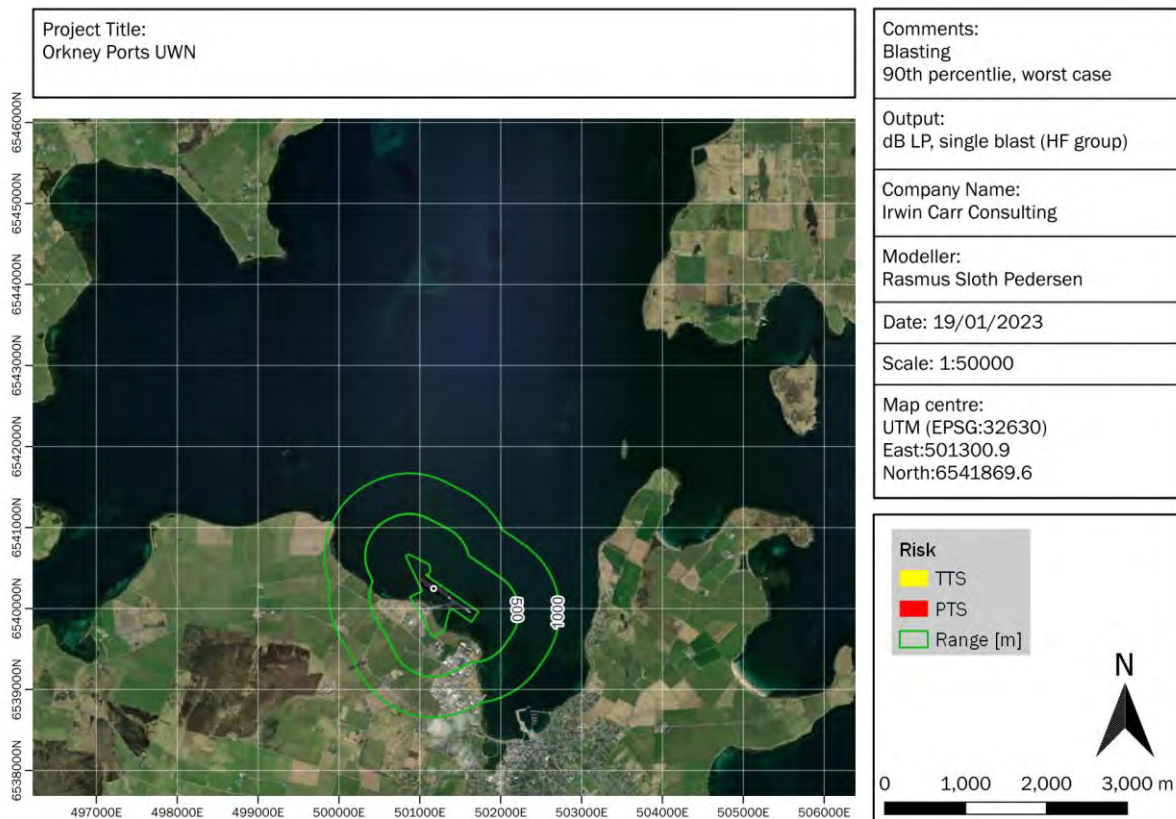 Project Title:
Orkney Ports UWN
Comments:
Blasting
90th percentlie, worst case
Output:
dB LP, single blast (HF group)
Company Name:
Irwin Carr Consulting
Modeller:
Rasmus Sloth Pedersen
Date: 19/01/2023
Scale: 1:50000
Map centre:
UTM (EPSG:32630)
East:501300.9
North:6541869.6
6546000N
6545000N
6544000N
6543000N
6542000N
6541000N
6540000N
6539000N
6538000N
500
1000
497000E
498000E
499000E
500000E
501000E
502000E
503000E
504000E
505000E
506000E
Risk
TTS
PTS
Range [m]
N
0 1,000 2,000 3,000 m